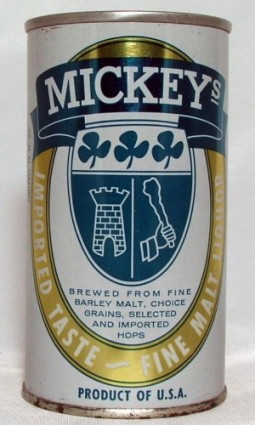 MICKEYS
BREWED FROM FINE
BARLEY MALT, CHOICE
GRAINS, SELECTED
AND IMPORTED
HOPS
IMPORTED TASTE — FINE MALT LIQUOR
PRODUCT OF U.S.A.